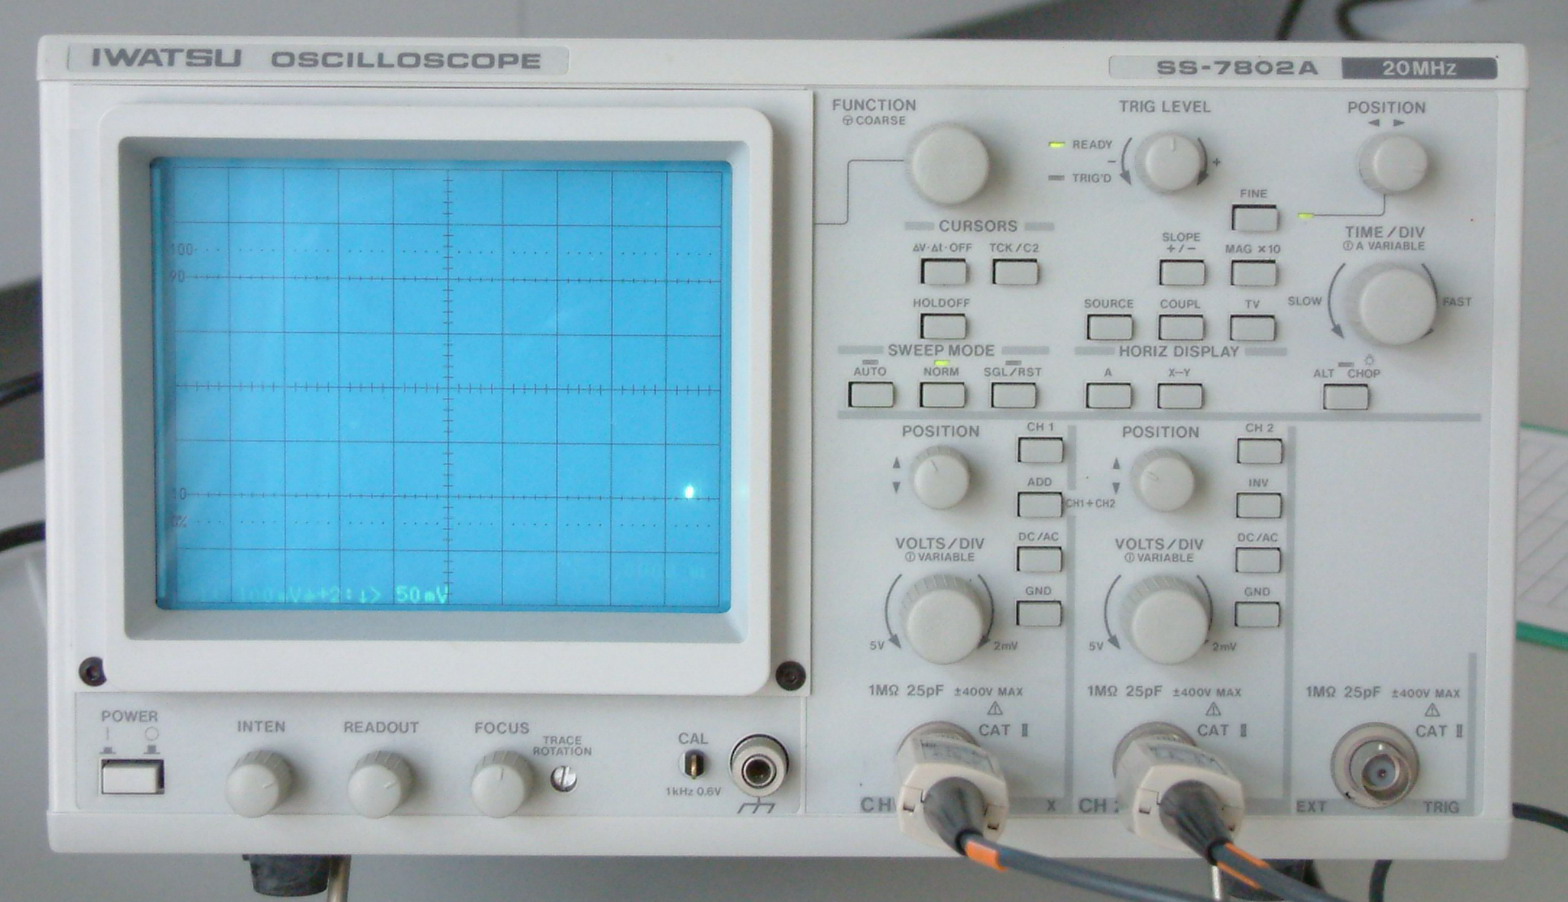 IWATSU OSCILLOSCOPE
SS-7802A 20MHz
FUNCTION
COARSE
TRIG LEVEL
POSITION
READY
- +
TRIG'D
FINE
CURSORS
TIME/DIV
A VARIABLE
ΔV·Δt·OFF TCK/C2
SLOPE
+/-
MAG ×10
HOLDOFF
SOURCE COUPL TV
SLOW FAST
SWEEP MODE
HORIZ DISPLAY
AUTO NORM SGL/RST
A X-Y
ALT CHOP
100
90
10
0%
100mV
+2:↓> 50mV
POSITION
CH 1
POSITION
CH 2
ADD
CH1+CH2
INV
VOLTS/DIV
VARIABLE
DC/AC
VOLTS/DIV
VARIABLE
DC/AC
GND
GND
5V 2mV
5V 2mV
1MΩ 25pF ±400V MAX
1MΩ 25pF ±400V MAX
1MΩ 25pF ±400V MAX
CAT II
CAT II
CAT II
POWER
INTEN
READOUT
FOCUS
TRACE
ROTATION
CAL
1kHz 0.6V
CH
X
CH
EXT TRIG